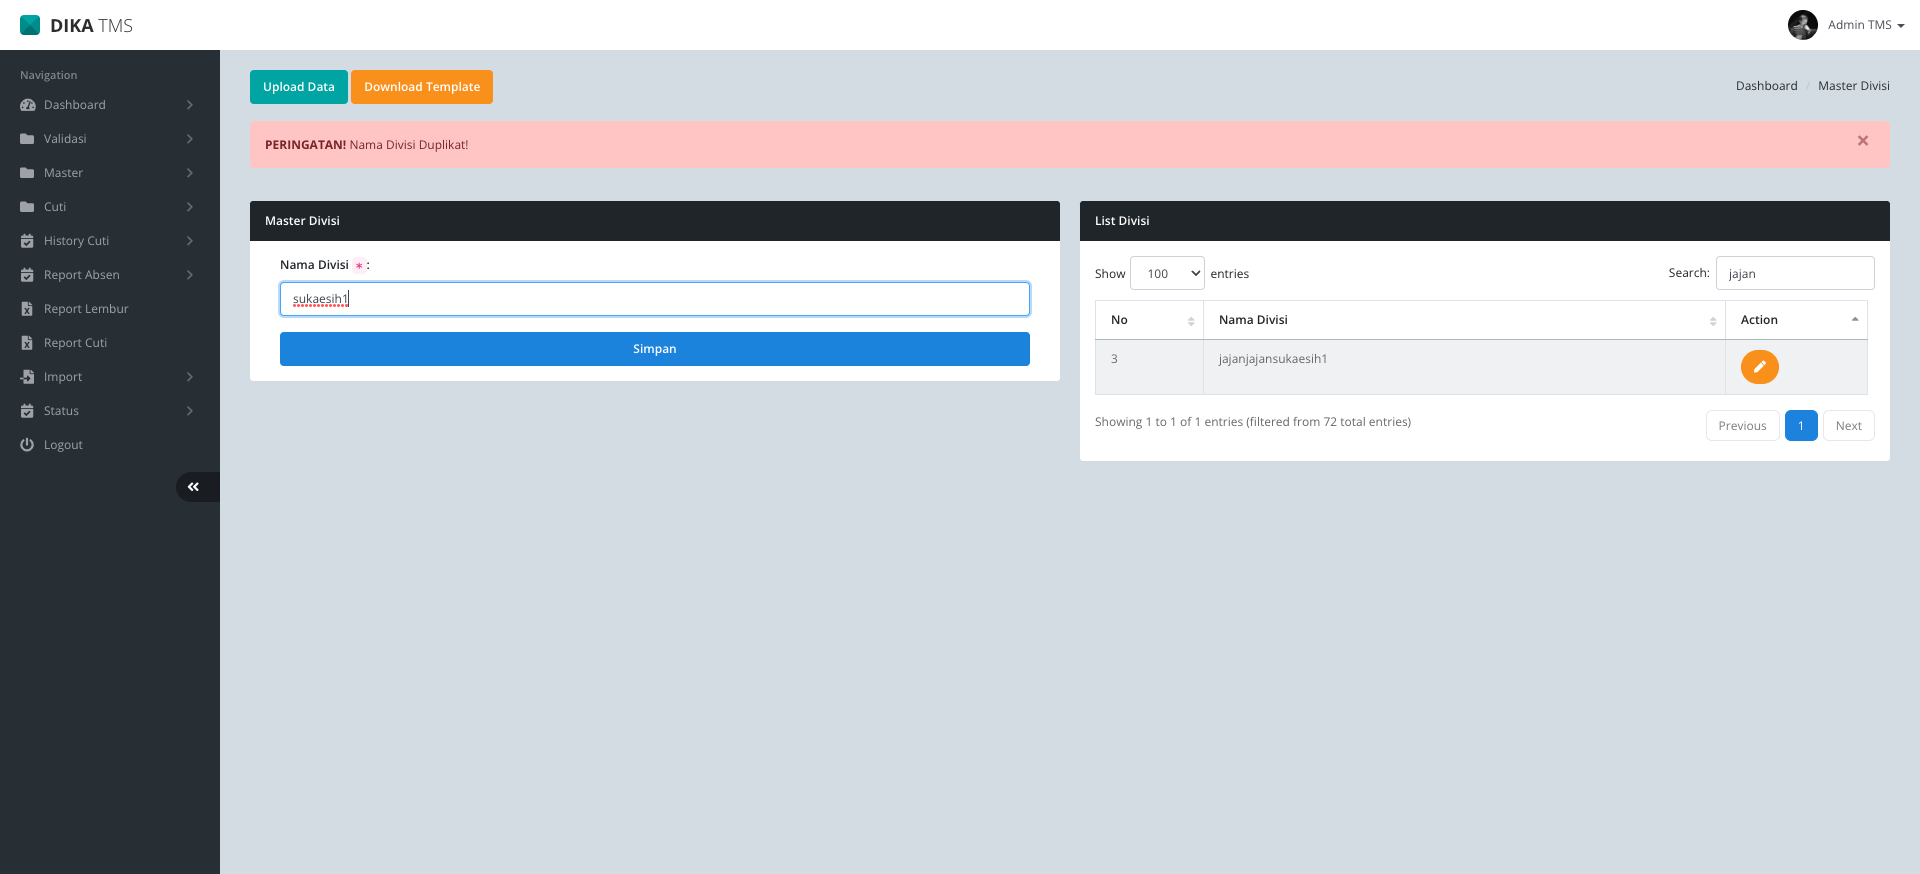 DIKA TMS
Admin TMS
Navigation
Dashboard
Validasi
Master
Cuti
History Cuti
Report Absen
Report Lembur
Report Cuti
Import
Status
Logout
Upload Data
Download Template
Dashboard / Master Divisi
PERINGATAN! Nama Divisi Duplikat!
×
Master Divisi
Nama Divisi * :
sukaesih1
Simpan
List Divisi
Show 100 entries
Search: jajan
No Nama Divisi Action
3 jajanjajansukaesih1
Showing 1 to 1 of 1 entries (filtered from 72 total entries)
Previous 1 Next